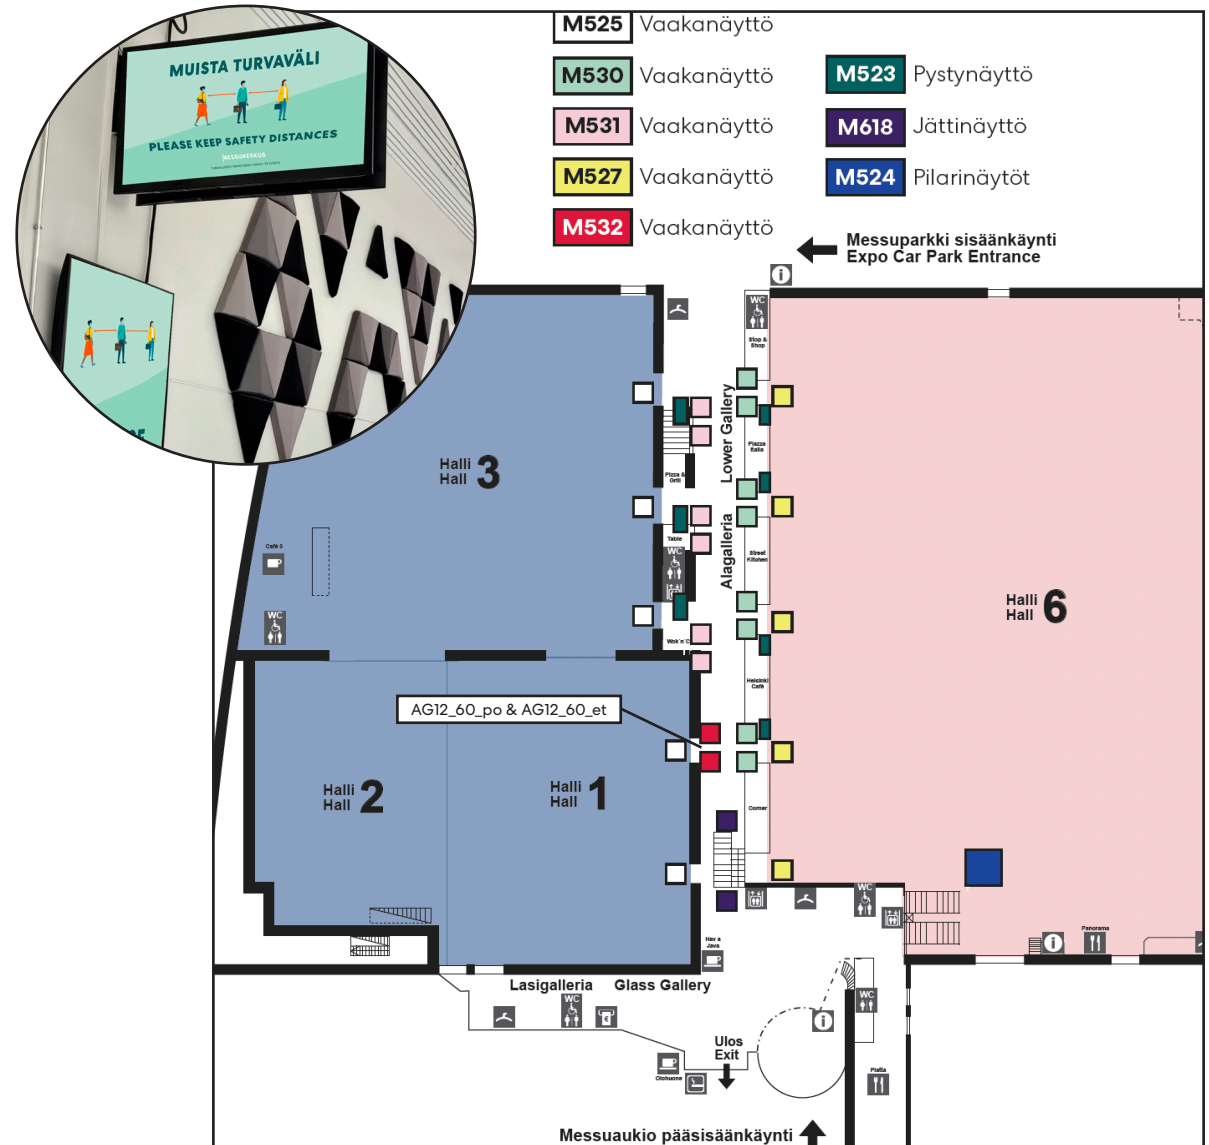 M525 Vaakanäyttö
M530 Vaakanäyttö
M523 Pystynäyttö
M531 Vaakanäyttö
M618 Jättinäyttö
M527 Vaakanäyttö
M524 Pilarinäytöt
M532 Vaakanäyttö
MUISTA TURVAVÄLI
PLEASE KEEP SAFETY DISTANCES
MESSUKESKUS
Messuparkki sisäänkäynti
Expo Car Park Entrance
WC
Stop &
Shop
Lower Gallery
Alagalleria
Piazza
Italia
Halli
Hall 3
Pizza &
Grill
Table
WC
Street
Kitchen
Café 3
WC
Halli
Hall 6
Wok'n'C
Helsinki
Café
AG12_60_po & AG12_60_et
Halli
Hall 2
Halli
Hall 1
Corner
WC
Hav a
Java
Panorama
Lasigalleria Glass Gallery
WC
WC
Ulos
Exit
Olohuone
Platta
Messuaukio pääsisäänkäynti